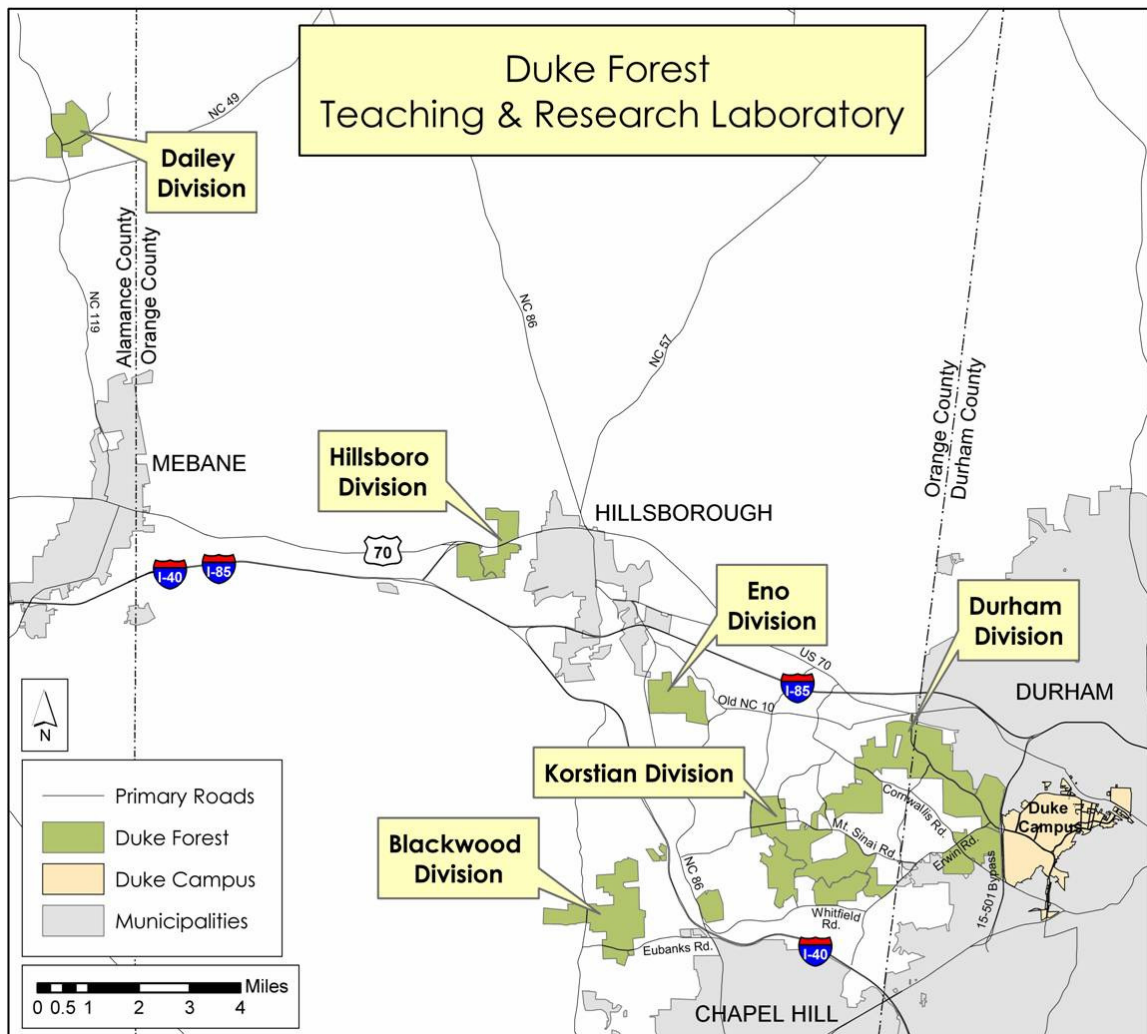 Duke Forest
Teaching & Research Laboratory
NC 49
Dailey
Division
Alamance County
Orange County
NC 119
NC 86
NC 57
Orange County
Durham County
MEBANE
Hillsboro
Division
HILLSBOROUGH
70
I-40
I-85
Eno
Division
Durham
Division
US 70
I-85
DURHAM
Old NC 10
N
Korstian Division
Primary Roads
Duke Forest
Duke Campus
Municipalities
Cornwallis Rd.
Mt. Sinai Rd.
Erwin Rd.
Duke
Campus
Blackwood
Division
NC 86
15-501 Bypass
Whitfield
Rd.
Eubanks Rd.
I-40
0 0.5 1 2 3 4 Miles
CHAPEL HILL